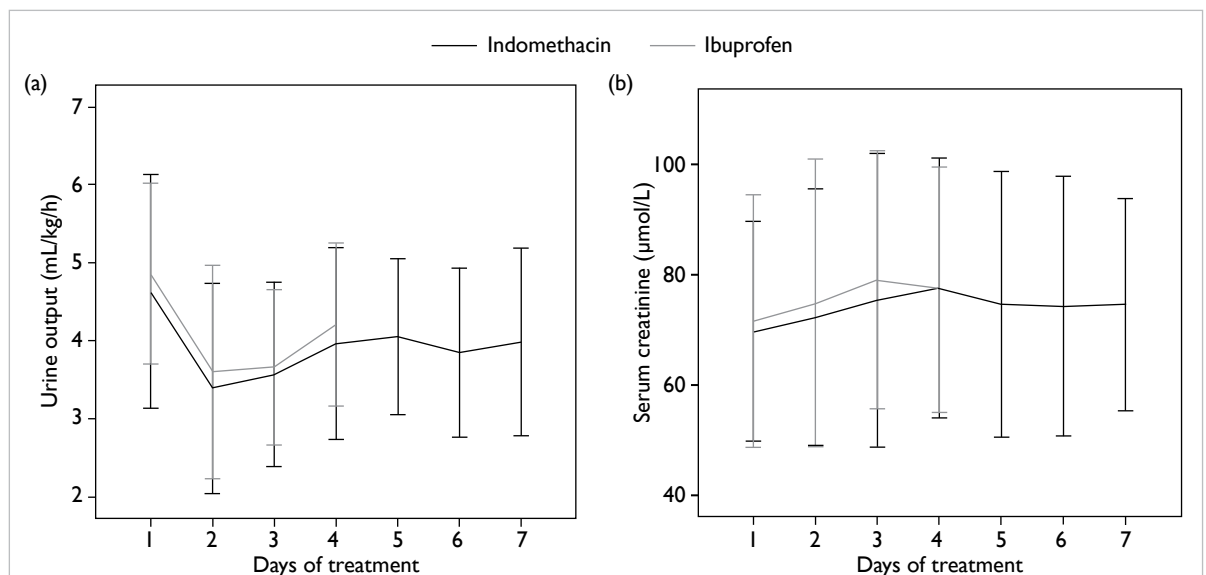 Indomethacin Ibuprofen
(a)
7
6
5
4
3
2
Urine output (mL/kg/h)
1 2 3 4 5 6 7
Days of treatment
(b)
100
80
60
40
Serum creatinine (μmol/L)
1 2 3 4 5 6 7
Days of treatment